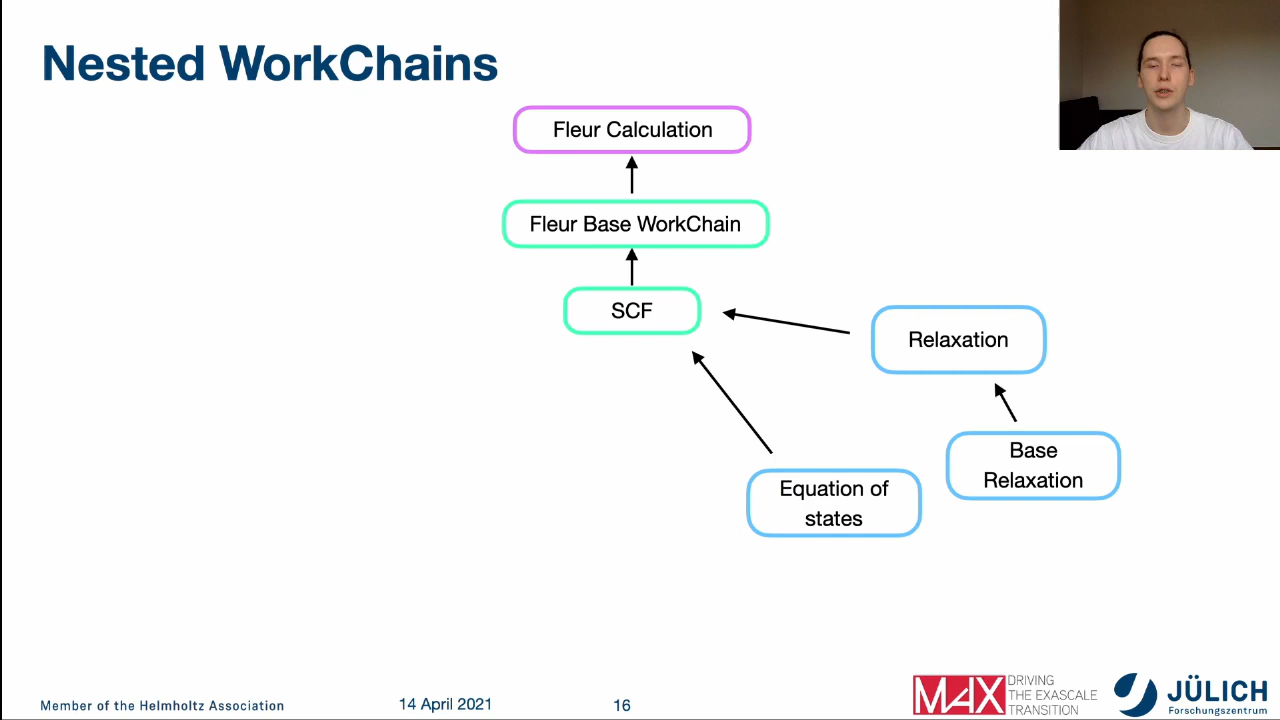 Nested WorkChains
Fleur Calculation
Fleur Base WorkChain
SCF
Relaxation
Base
Relaxation
Equation of
states
Member of the Helmholtz Association
14 April 2021
16
MAX
DRIVING
THE EXASCALE
TRANSITION
JÜLICH
Forschungszentrum